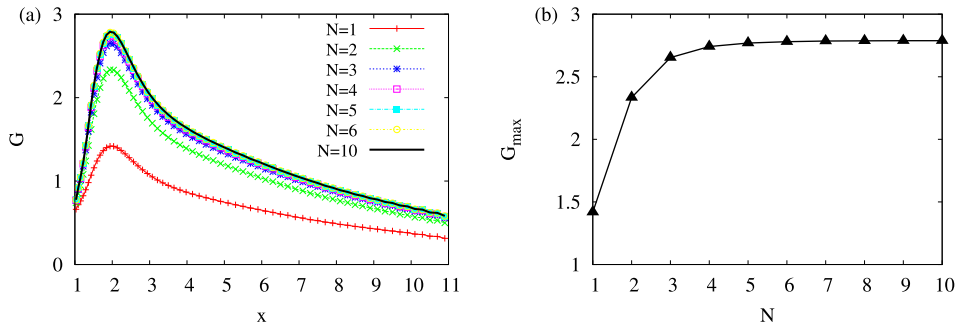 (a)
3
2
1
0
G
1 2 3 4 5 6 7 8 9 10 11
x
N=1
N=2
N=3
N=4
N=5
N=6
N=10
(b)
3
2.5
2
1.5
1
G_max
1 2 3 4 5 6 7 8 9 10
N